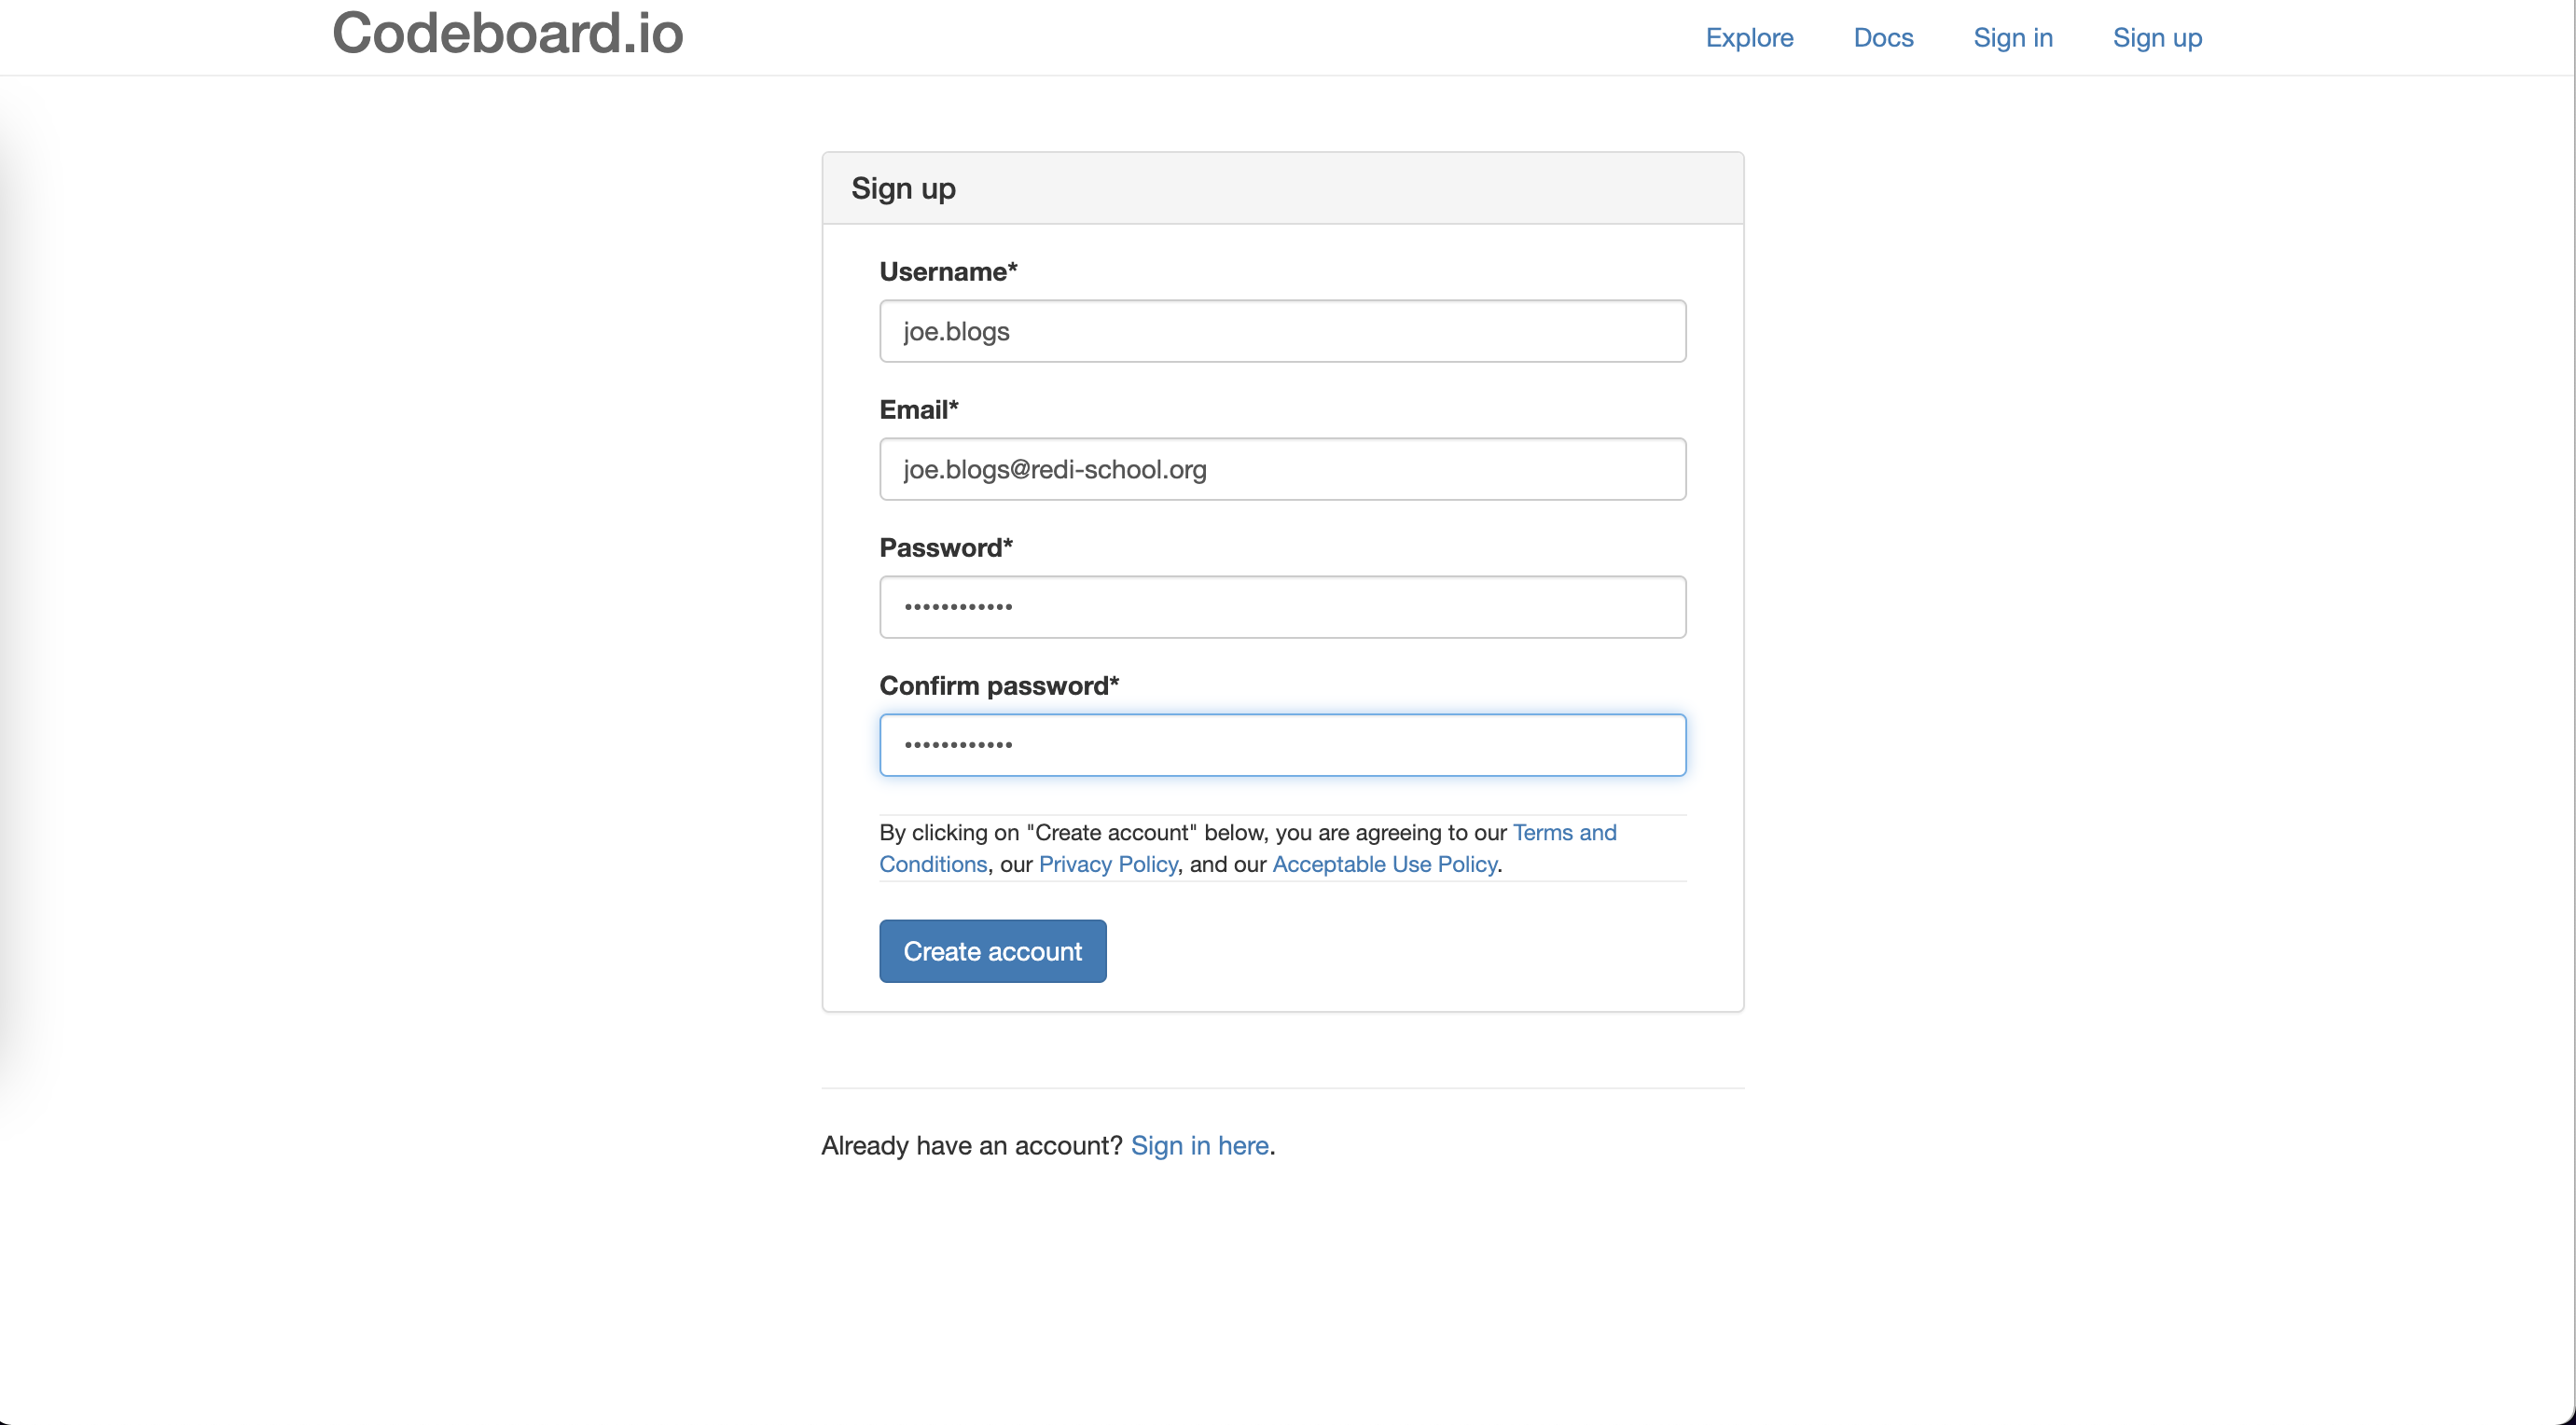 Codeboard.io
Explore Docs Sign in Sign up
Sign up
Username*
joe.blogs
Email*
joe.blogs@redi-school.org
Password*
••••••••••••
Confirm password*
••••••••••••
By clicking on "Create account" below, you are agreeing to our Terms and
Conditions, our Privacy Policy, and our Acceptable Use Policy.
Create account
Already have an account? Sign in here.